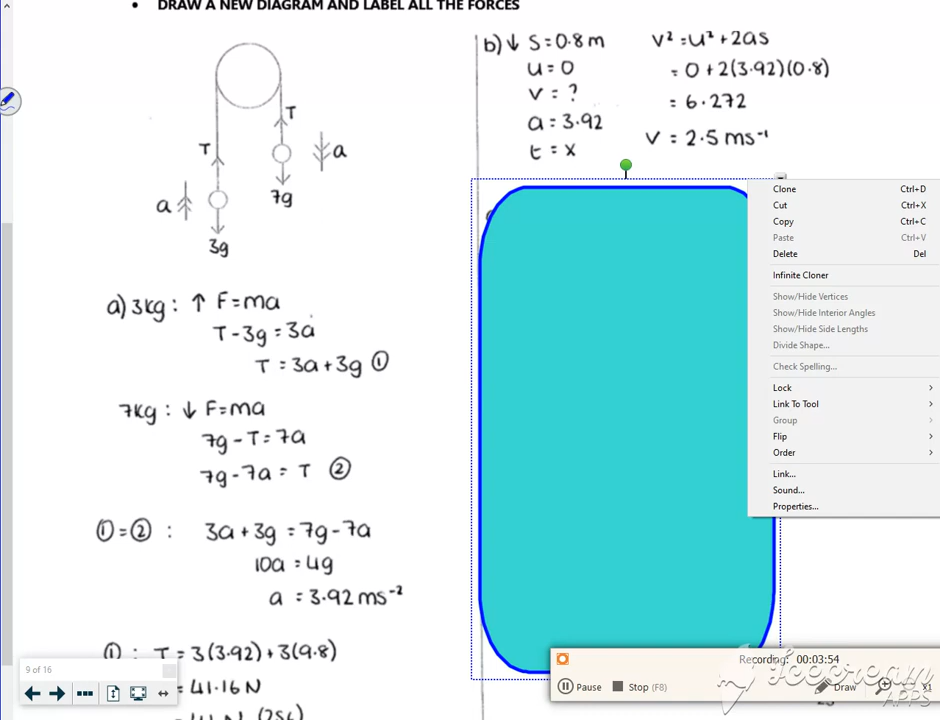 DRAW A NEW DIAGRAM AND LABEL ALL THE FORCES
T
T
a
a
7g
3g
a) 3kg : ↑ F=ma
T-3g = 3a
T = 3a+3g ①
7kg : ↓ F=ma
7g-T = 7a
7g-7a = T ②
①=② : 3a+3g = 7g-7a
10a = 4g
a = 3.92 ms⁻²
①: T = 3(3.92)+3(9.8)
= 41.16 N
b) ↓ S=0.8m
u=0
v = ?
a = 3.92
t = x
v² = u²+2as
= 0+2(3.92)(0.8)
= 6.272
v = 2.5 ms⁻¹
Clone Ctrl+D
Cut Ctrl+X
Copy Ctrl+C
Paste Ctrl+V
Delete Del
Infinite Cloner
Show/Hide Vertices
Show/Hide Interior Angles
Show/Hide Side Lengths
Divide Shape...
Check Spelling...
Lock
Link To Tool
Group
Flip
Order
Link...
Sound...
Properties...
9 of 16
Recording: 00:03:54
Pause
Stop (F8)
Draw
x1
Icecream
APPS